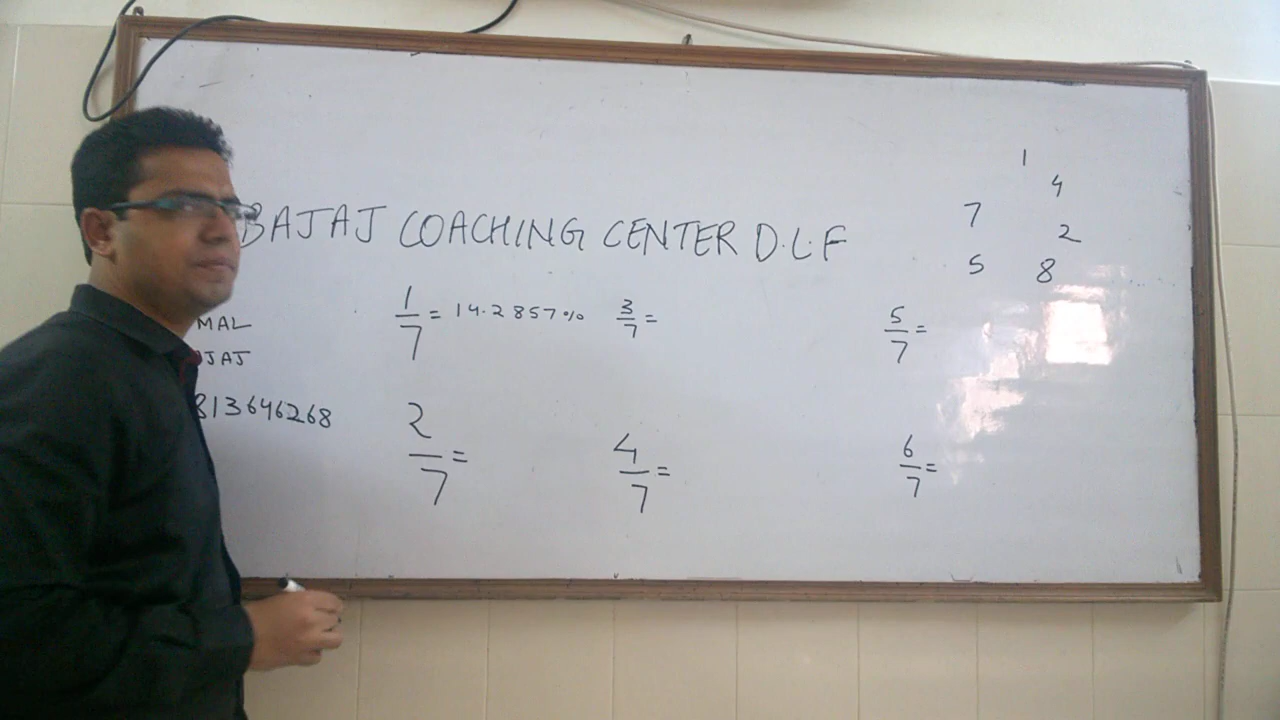 BAJAJ COACHING CENTER D.L.F
MAL
JAJ
813646268
1/7 = 14.2857%
3/7 =
5/7 =
2/7 =
4/7 =
6/7 =
1
4
7
2
5 8